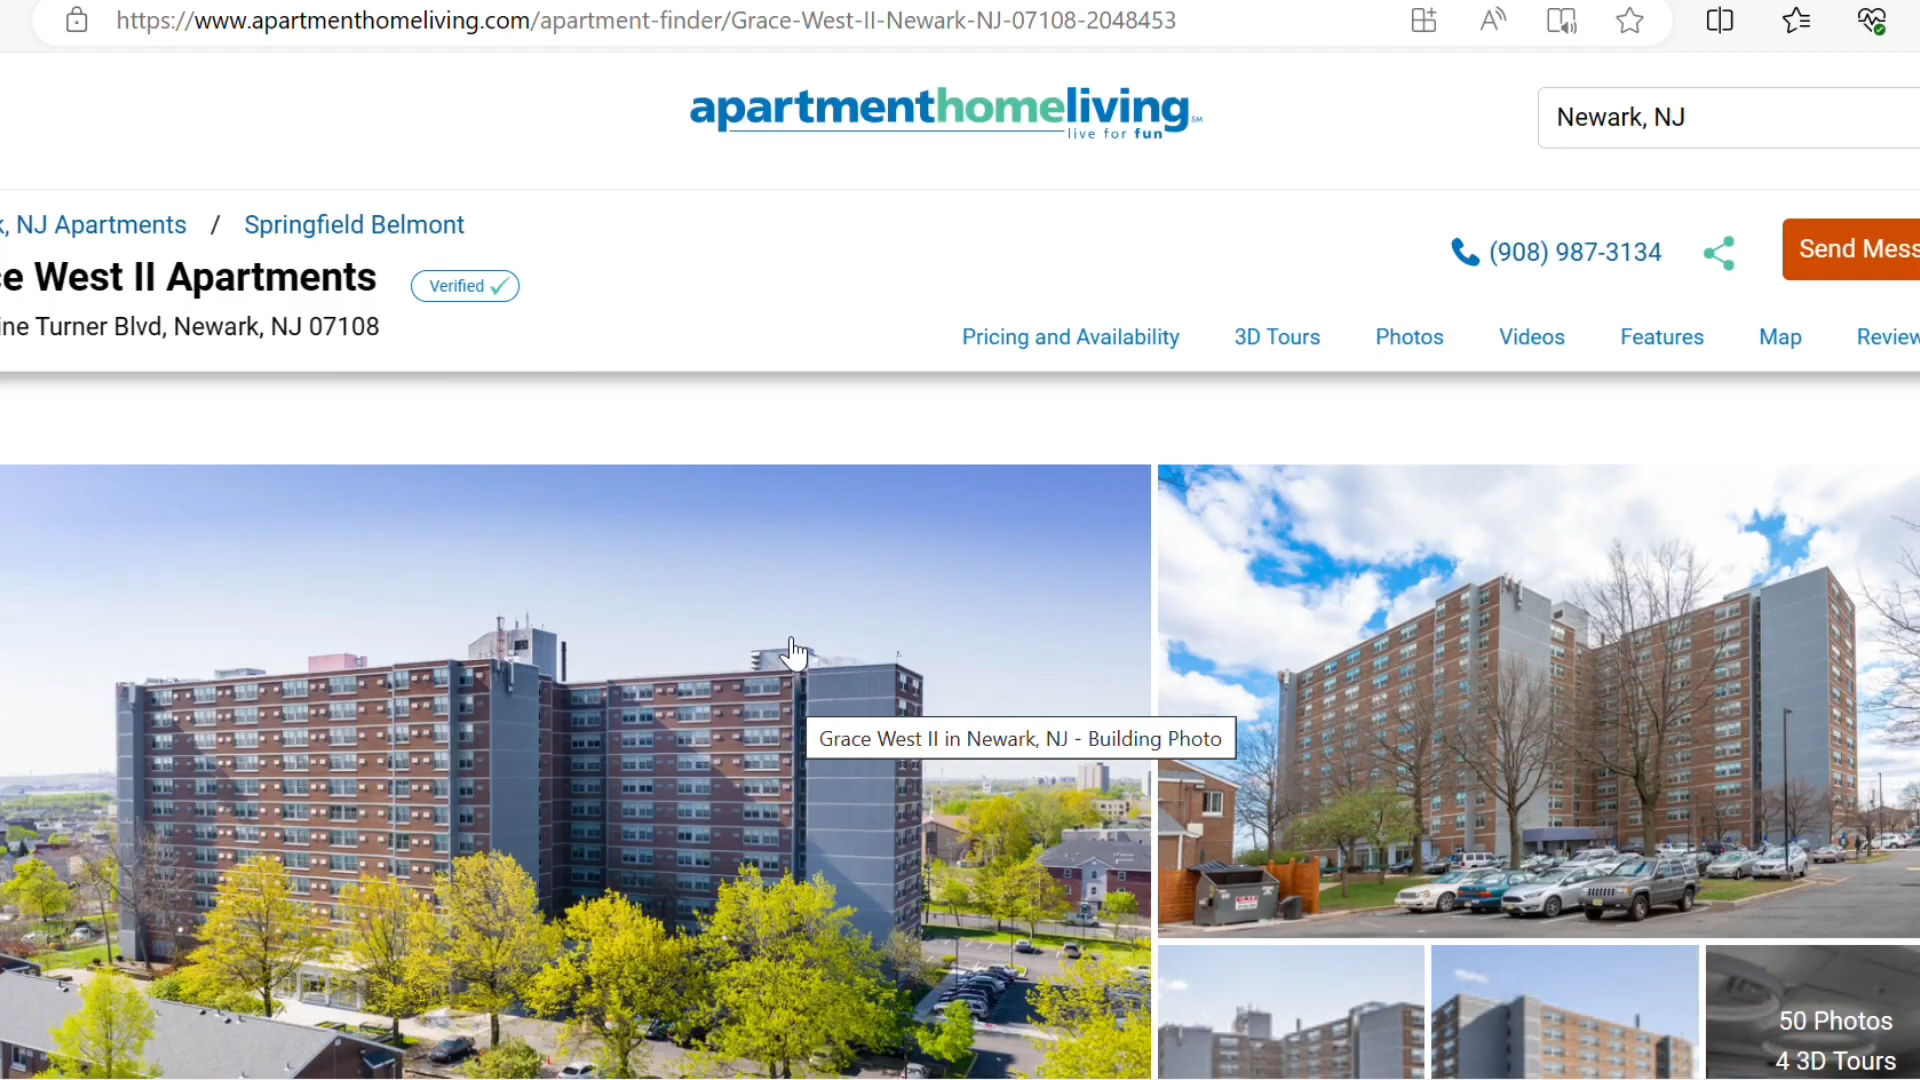 https://www.apartmenthomeliving.com/apartment-finder/Grace-West-II-Newark-NJ-07108-2048453
apartmenthomeliving SM
live for fun
Newark, NJ
, NJ Apartments / Springfield Belmont
(908) 987-3134
Send Mess
e West II Apartments
Verified
ine Turner Blvd, Newark, NJ 07108
Pricing and Availability 3D Tours Photos Videos Features Map Review
Grace West II in Newark, NJ - Building Photo
50 Photos
4 3D Tours